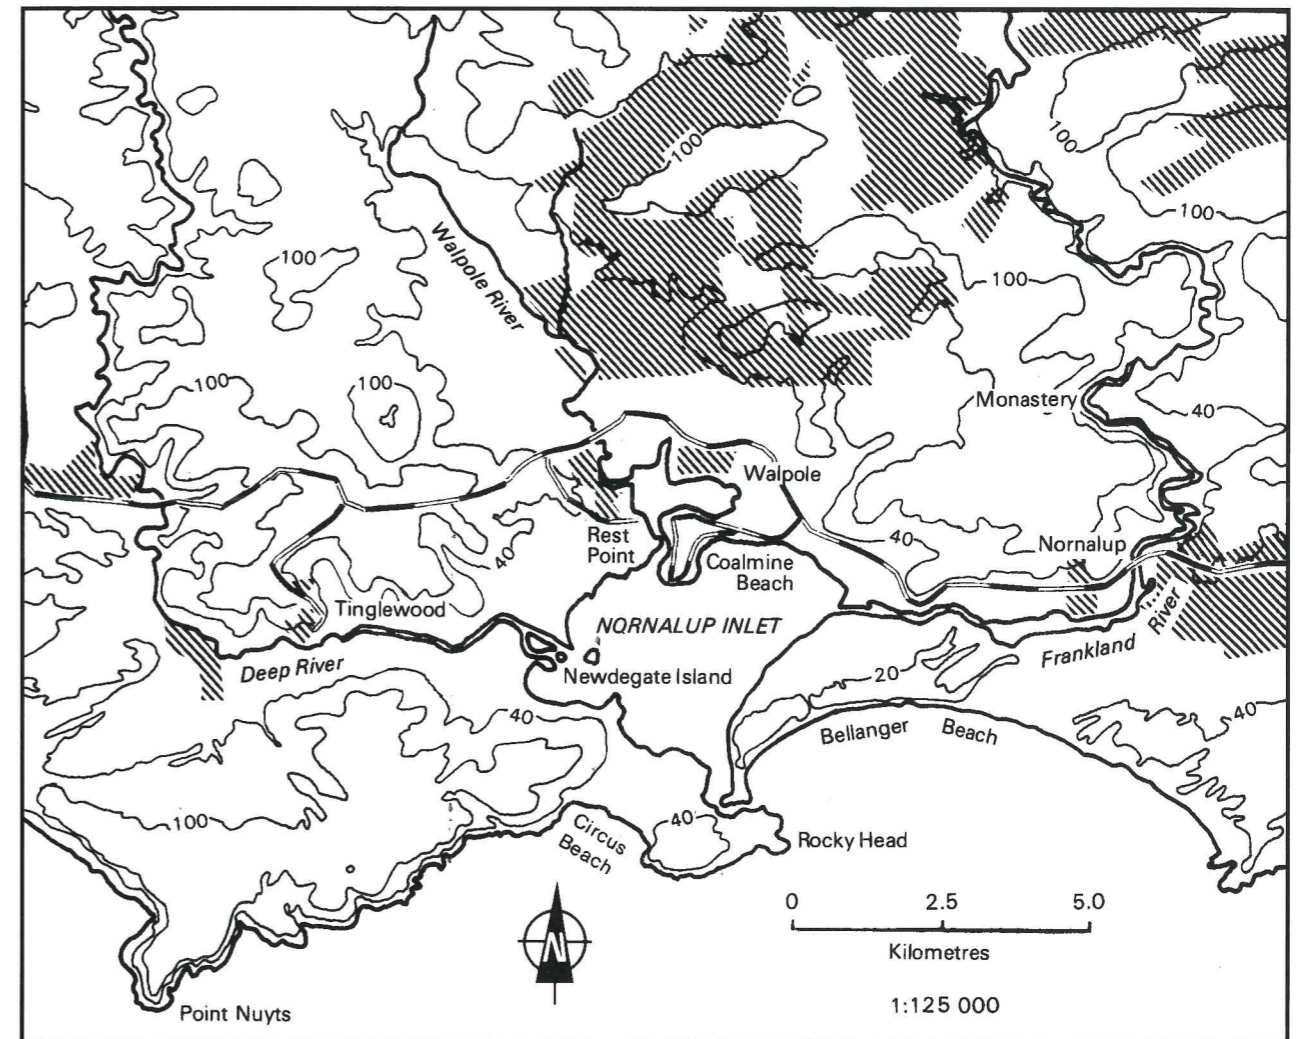 100
100
100
Walpole River
100
100
100
100
Monastery
40
Walpole
40
Rest
Point
40
Nornalup
Coalmine
Beach
Tinglewood
NORNALUP INLET
Deep River
Newdegate Island
Frankland
River
20
40
40
Bellanger Beach
100
Circus
Beach
40
Rocky Head
N
0 2.5 5.0
Kilometres
1:125 000
Point Nuyts